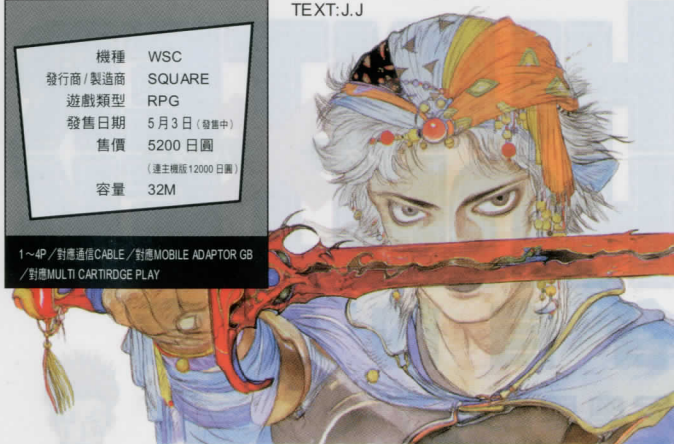 TEXT:J.J
機種 WSC
發行商/製造商 SQUARE
遊戲類型 RPG
發售日期 5月3日(發售中)
售價 5200日圓
(連主機版12000日圓)
容量 32M
1～4P／對應通信CABLE／對應MOBILE ADAPTOR GB
／對應MULTI CARTIRDGE PLAY